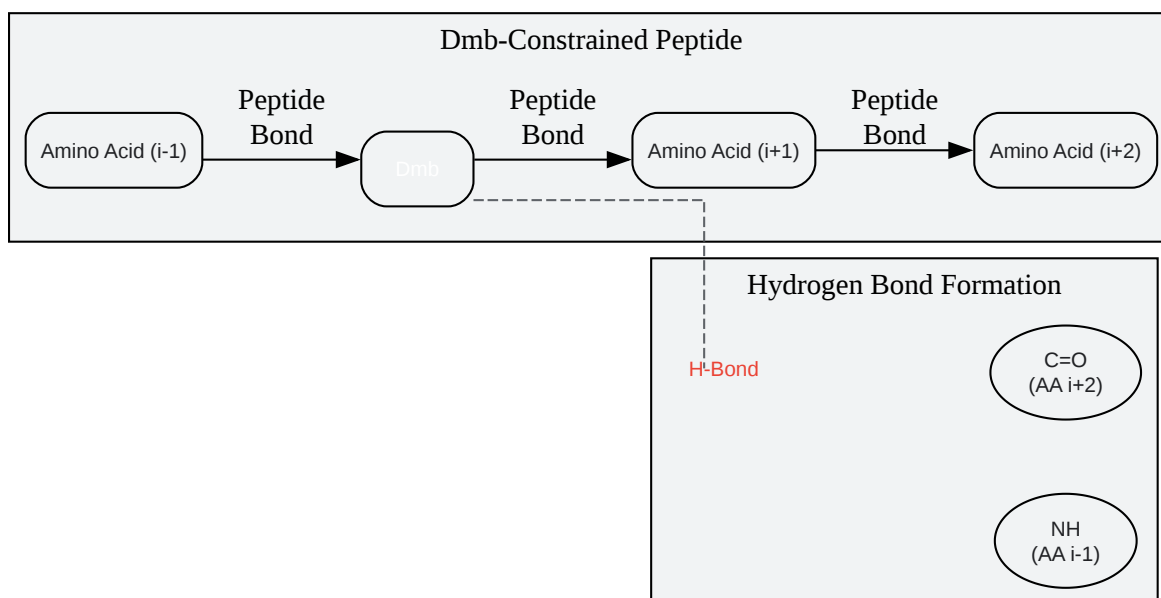 Dmb-Constrained Peptide
Peptide
Bond
Peptide
Bond
Peptide
Bond
Amino Acid (i-1)
Dmb
Amino Acid (i+1)
Amino Acid (i+2)
Hydrogen Bond Formation
H-Bond
C=O
(AA i+2)
NH
(AA i-1)